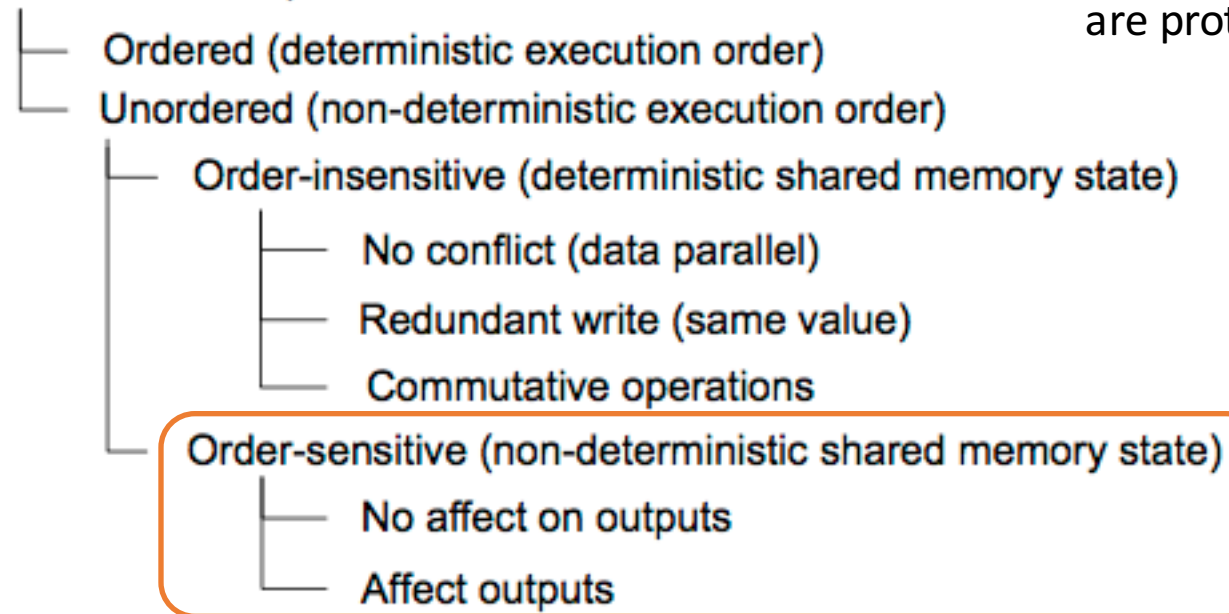 are prot
Ordered (deterministic execution order)
Unordered (non-deterministic execution order)
Order-insensitive (deterministic shared memory state)
No conflict (data parallel)
Redundant write (same value)
Commutative operations
Order-sensitive (non-deterministic shared memory state)
No affect on outputs
Affect outputs